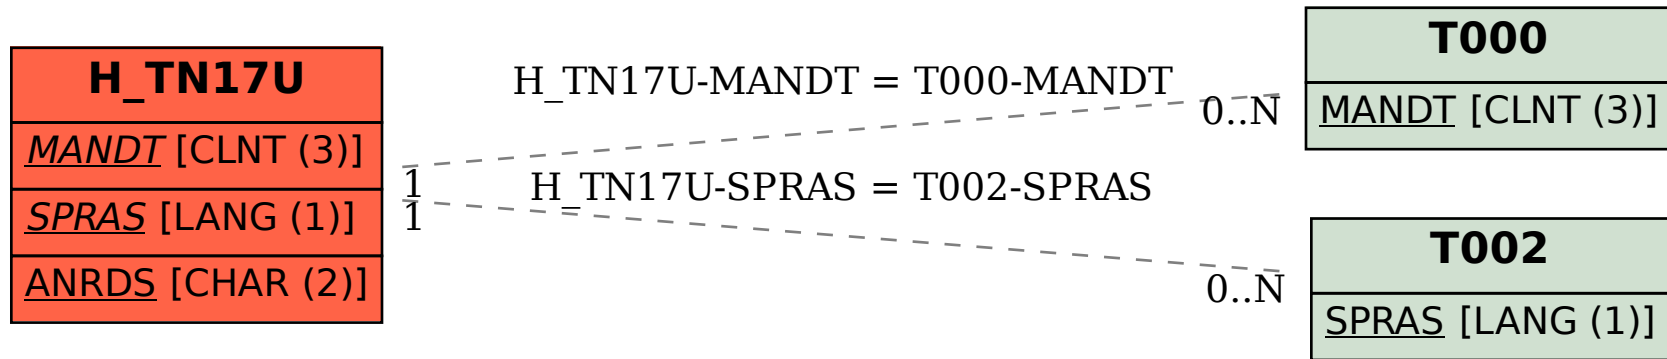 H_TN17U
MANDT [CLNT (3)]
SPRAS [LANG (1)]
ANRDS [CHAR (2)]
H_TN17U-MANDT = T000-MANDT
0..N
1
H_TN17U-SPRAS = T002-SPRAS
1
0..N
T000
MANDT [CLNT (3)]
T002
SPRAS [LANG (1)]